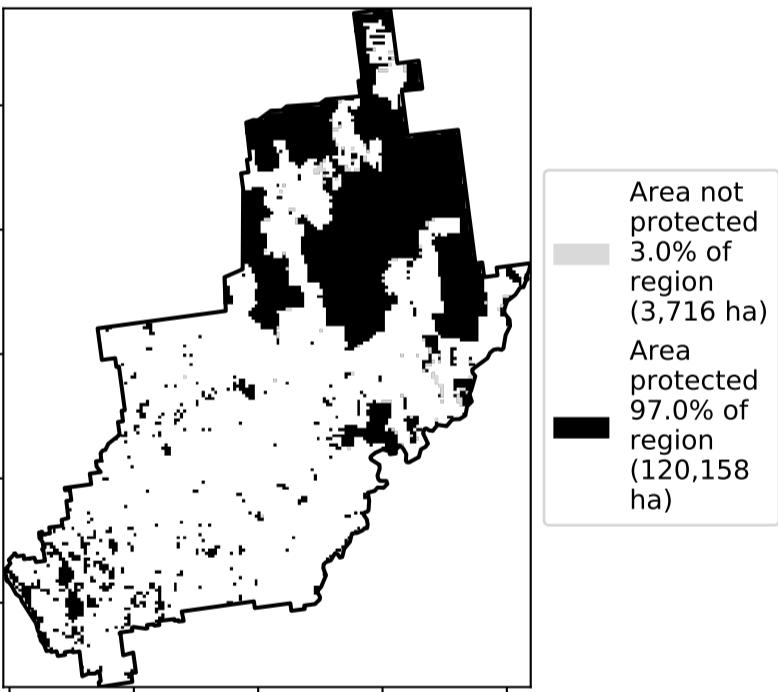 Area not
protected
3.0% of
region
(3,716 ha)
Area
protected
97.0% of
region
(120,158
ha)